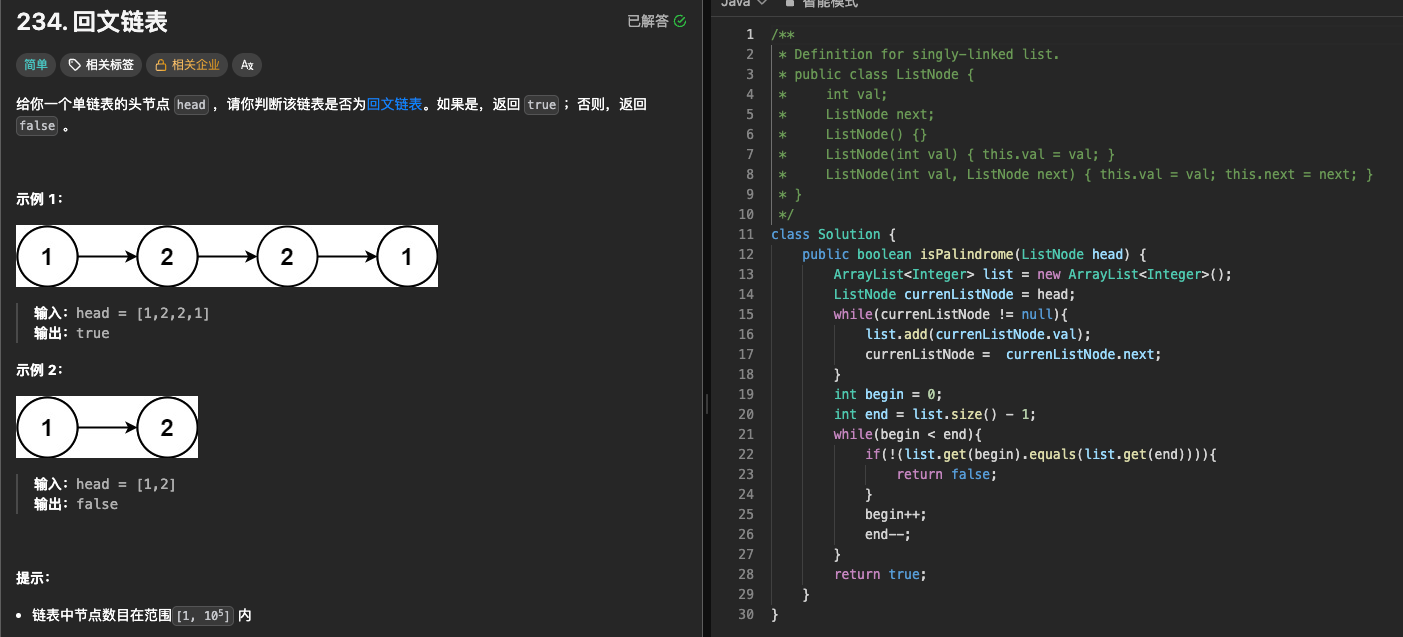 234. 回文链表
已解答
简单
相关标签
相关企业
给你一个单链表的头节点 head ，请你判断该链表是否为回文链表。如果是，返回 true ；否则，返回
false 。
示例 1：
1 2 2 1
输入：head = [1,2,2,1]
输出：true
示例 2：
1 2
输入：head = [1,2]
输出：false
提示：
• 链表中节点数目在范围[1, 10⁵] 内
Java 智能模式
1 /**
2  * Definition for singly-linked list.
3  * public class ListNode {
4  *     int val;
5  *     ListNode next;
6  *     ListNode() {}
7  *     ListNode(int val) { this.val = val; }
8  *     ListNode(int val, ListNode next) { this.val = val; this.next = next; }
9  * }
10  */
11 class Solution {
12     public boolean isPalindrome(ListNode head) {
13         ArrayList<Integer> list = new ArrayList<Integer>();
14         ListNode currenListNode = head;
15         while(currenListNode != null){
16             list.add(currenListNode.val);
17             currenListNode =  currenListNode.next;
18         }
19         int begin = 0;
20         int end = list.size() - 1;
21         while(begin < end){
22             if(!(list.get(begin).equals(list.get(end)))){
23                 return false;
24             }
25             begin++;
26             end--;
27         }
28         return true;
29     }
30 }